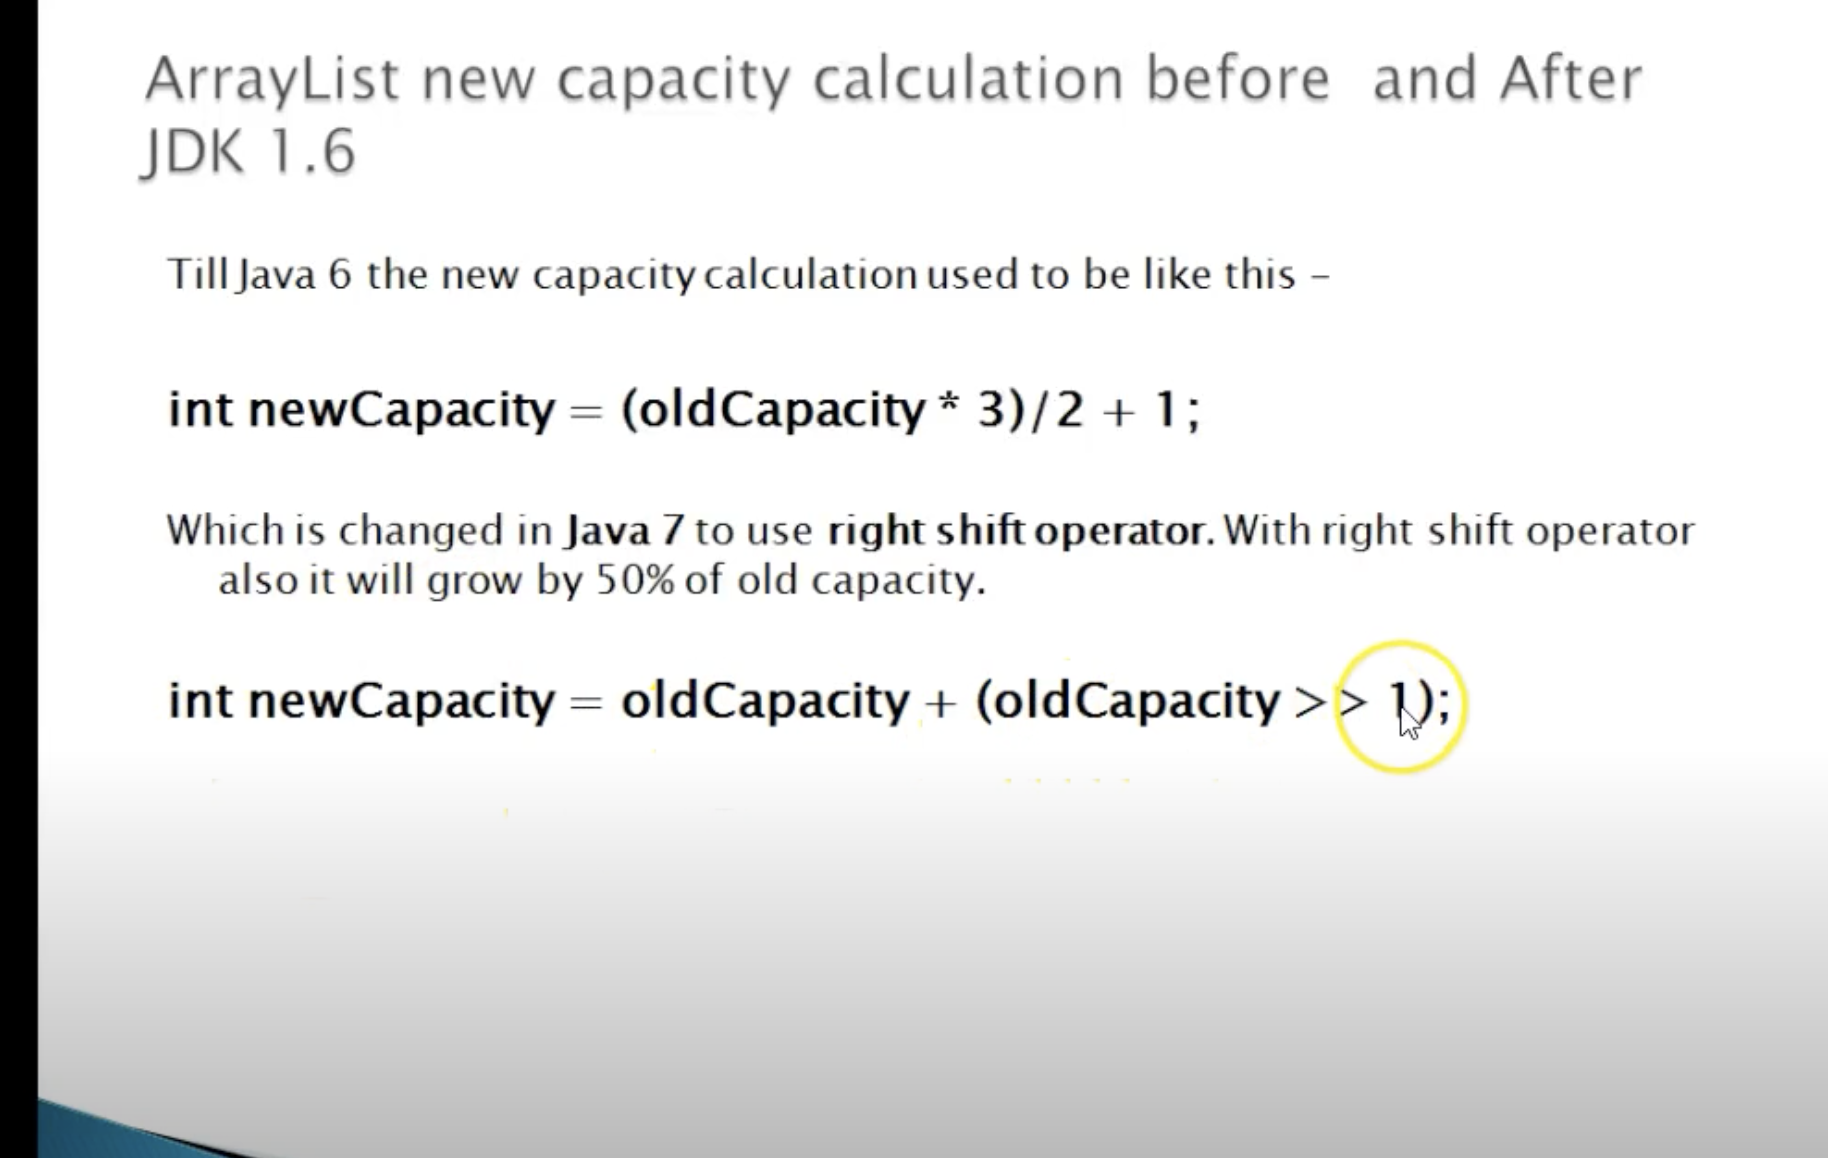 ArrayList new capacity calculation before and After
JDK 1.6
Till Java 6 the new capacity calculation used to be like this –
int newCapacity = (oldCapacity * 3)/2 + 1;
Which is changed in Java 7 to use right shift operator. With right shift operator
also it will grow by 50% of old capacity.
int newCapacity = oldCapacity + (oldCapacity >> 1);